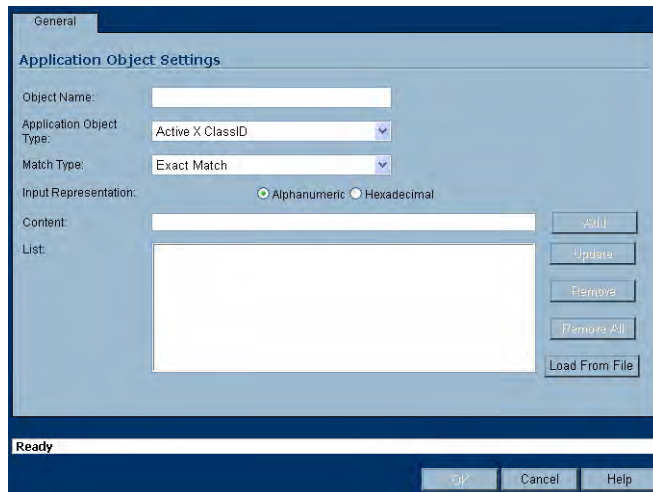 General
Application Object Settings
Object Name:
Application Object
Type:
Active X ClassID
Match Type:
Exact Match
Input Representation:
Alphanumeric
Hexadecimal
Content:
Add
List:
Update
Remove
Remove All
Load From File
Ready
OK
Cancel
Help